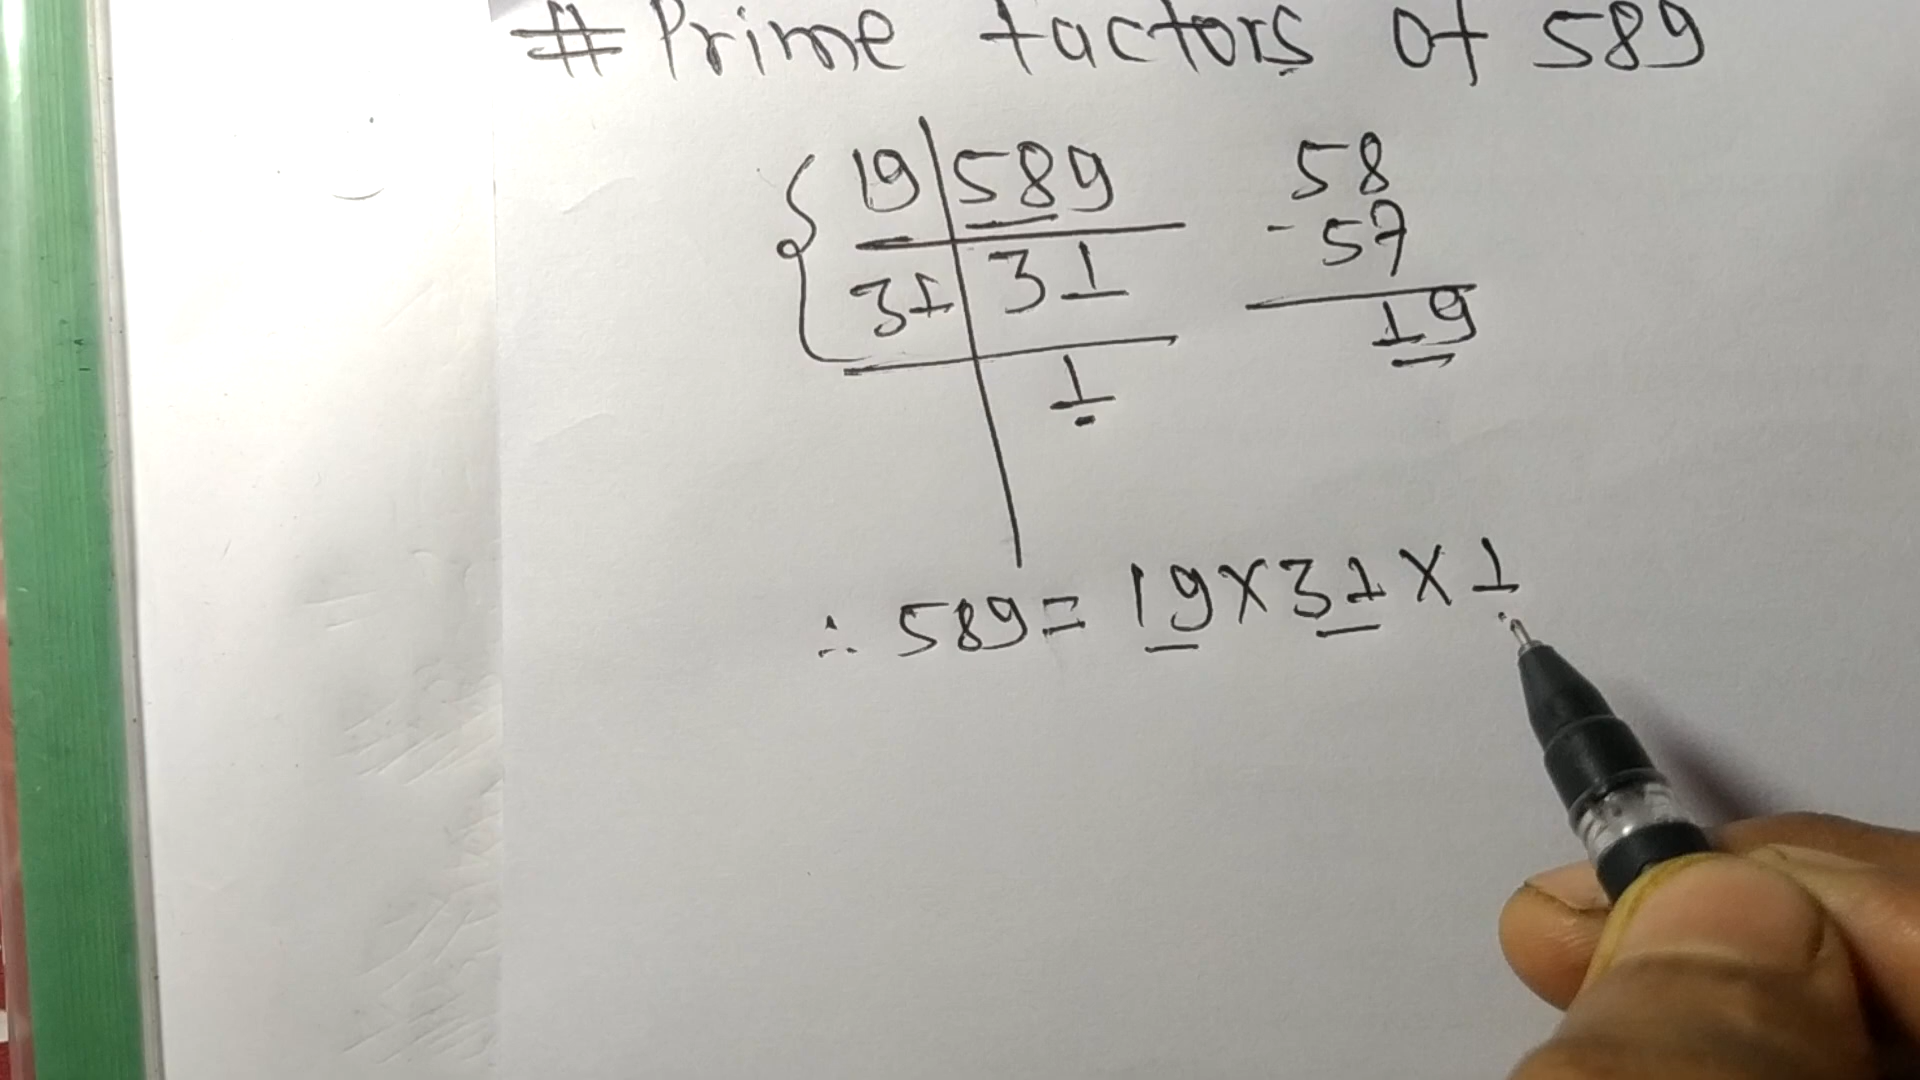 # Prime factors of 589
19 | 589
31 | 31
1
58
- 57
19
∴ 589 = 19 x 31 x 1